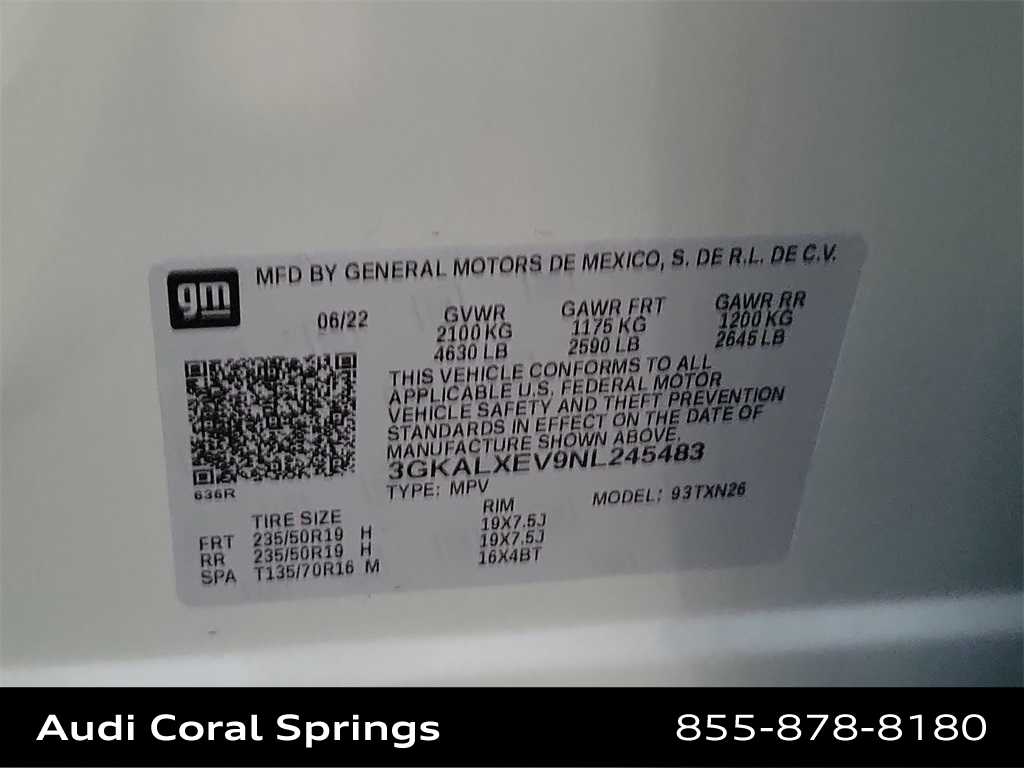 gm
MFD BY GENERAL MOTORS DE MEXICO, S. DE R.L. DE C.V.
06/22
GVWR GAWR FRT GAWR RR
2100 KG 1175 KG 1200 KG
4630 LB 2590 LB 2645 LB
THIS VEHICLE CONFORMS TO ALL
APPLICABLE U.S. FEDERAL MOTOR
VEHICLE SAFETY AND THEFT PREVENTION
STANDARDS IN EFFECT ON THE DATE OF
MANUFACTURE SHOWN ABOVE.
3GKALXEV9NL245483
636R
TYPE: MPV MODEL: 93TXN26
TIRE SIZE RIM
FRT 235/50R19 H 19X7.5J
RR 235/50R19 H 19X7.5J
SPA T135/70R16 M 16X4BT
Audi Coral Springs 855-878-8180